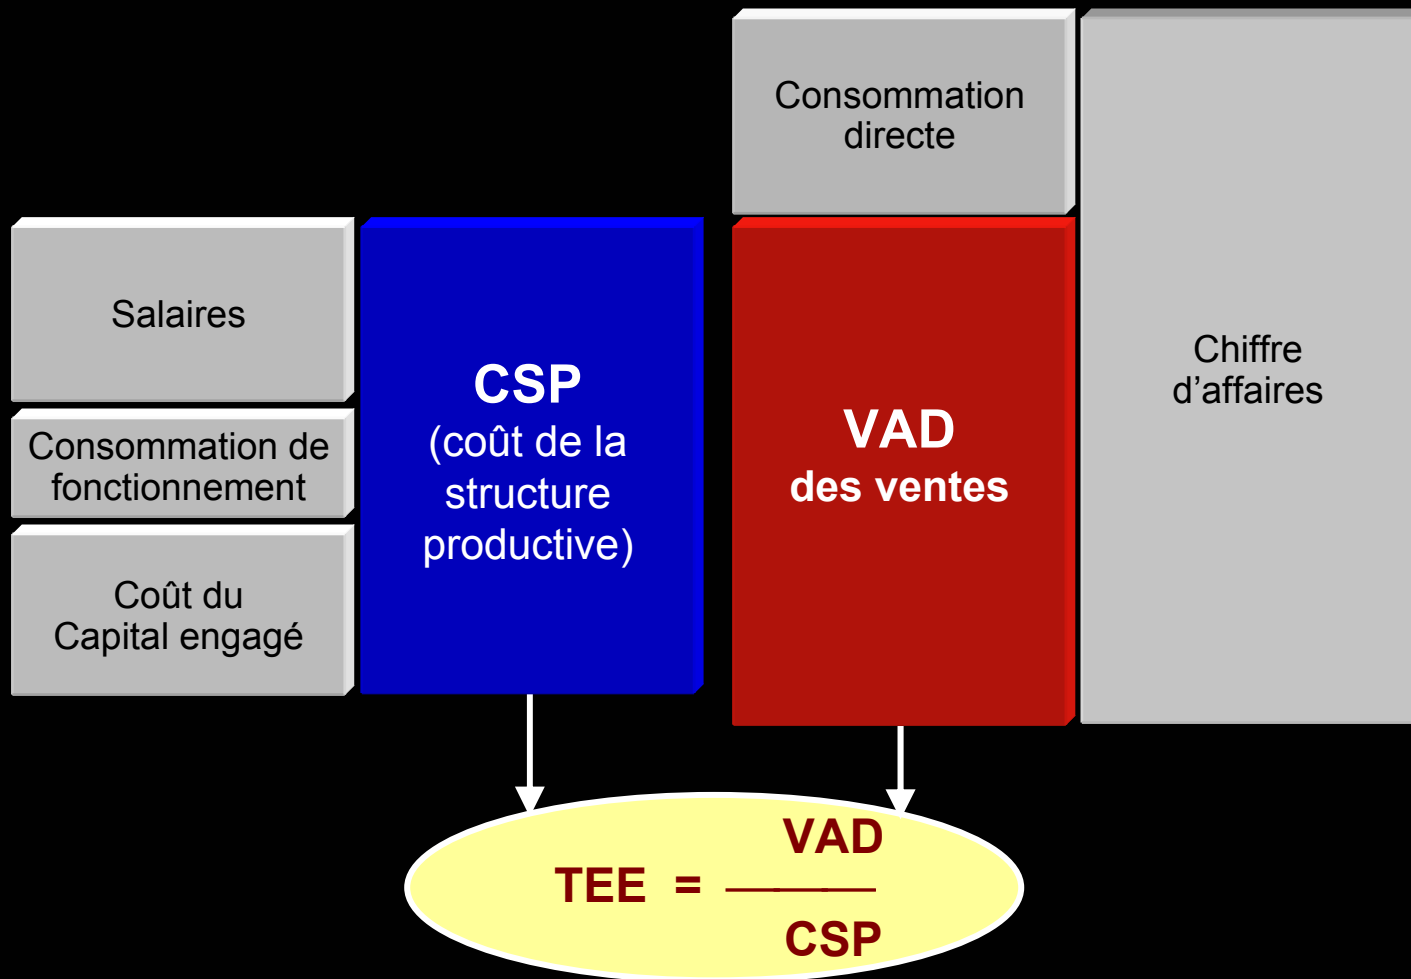 Consommation
directe
Salaires
Consommation de
fonctionnement
Coût du
Capital engagé
CSP
(coût de la
structure
productive)
VAD
des ventes
Chiffre
d’affaires
VAD
TEE =
CSP